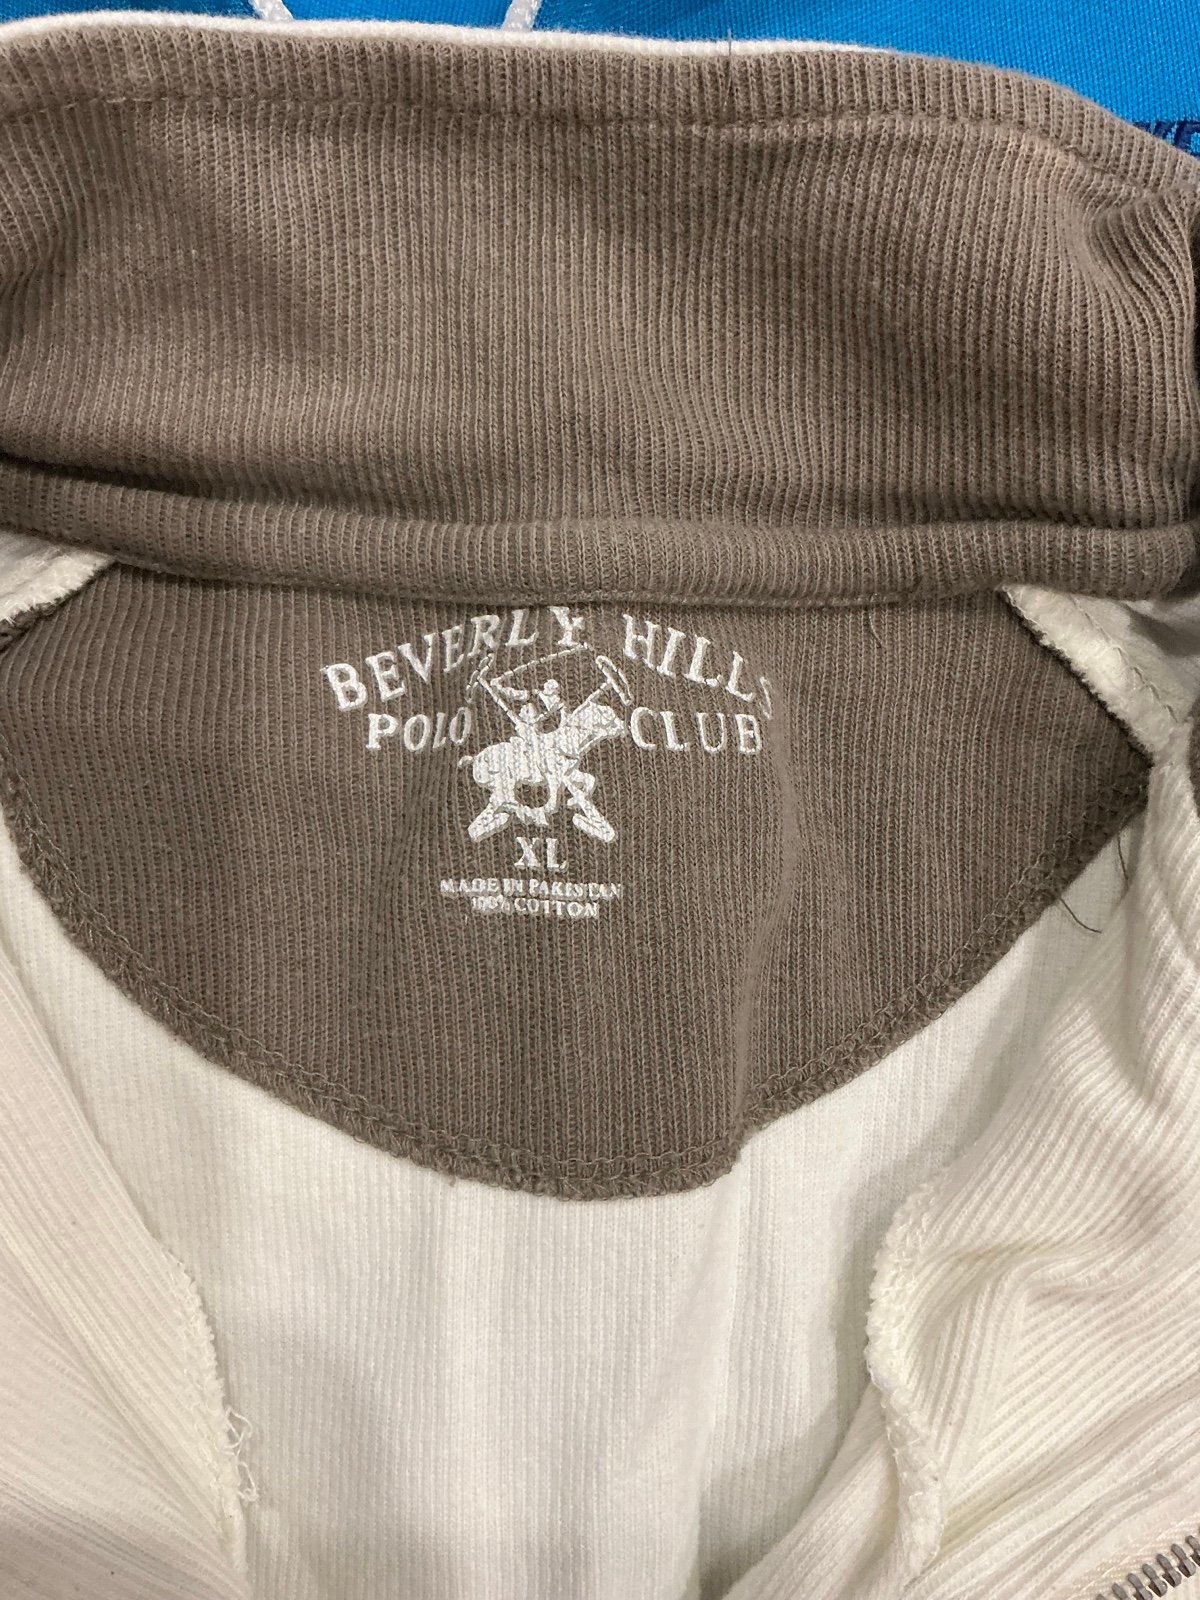 BEVERLY HILLS
POLO CLUB
XL
MADE IN PAKISTAN
100% COTTON